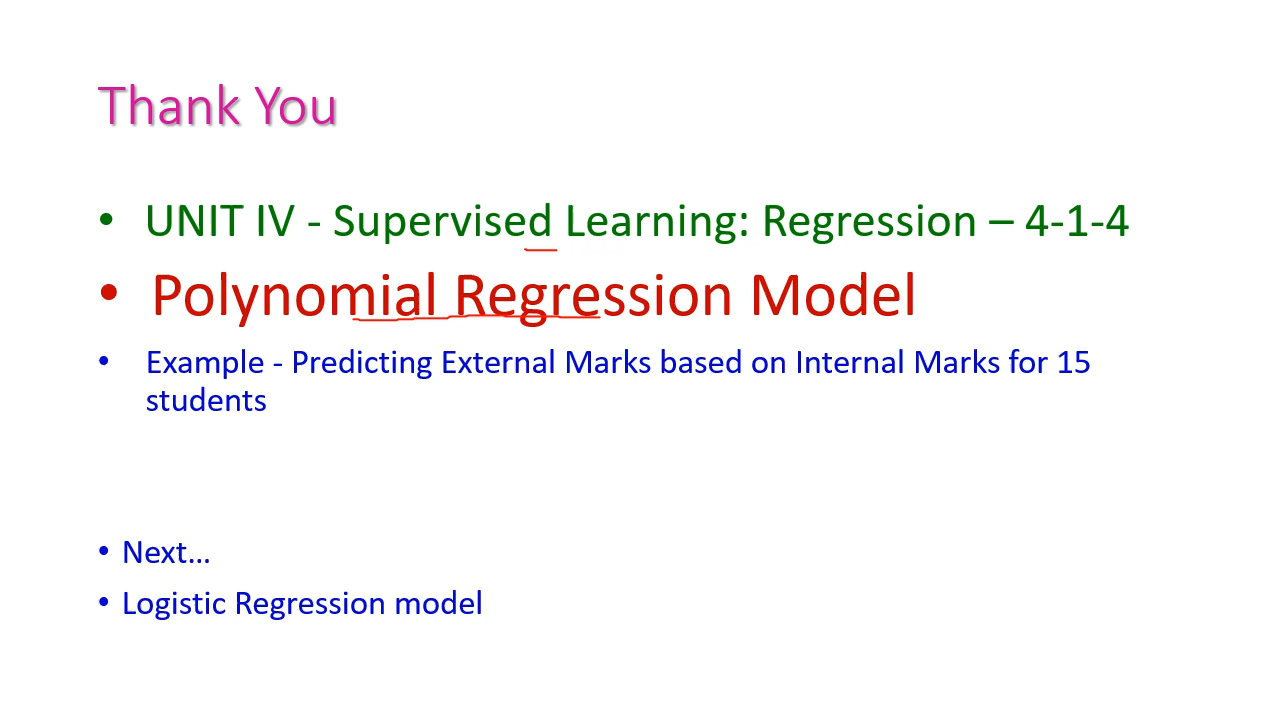 Thank You
• UNIT IV - Supervised Learning: Regression – 4-1-4
• Polynomial Regression Model
• Example - Predicting External Marks based on Internal Marks for 15
students
• Next…
• Logistic Regression model